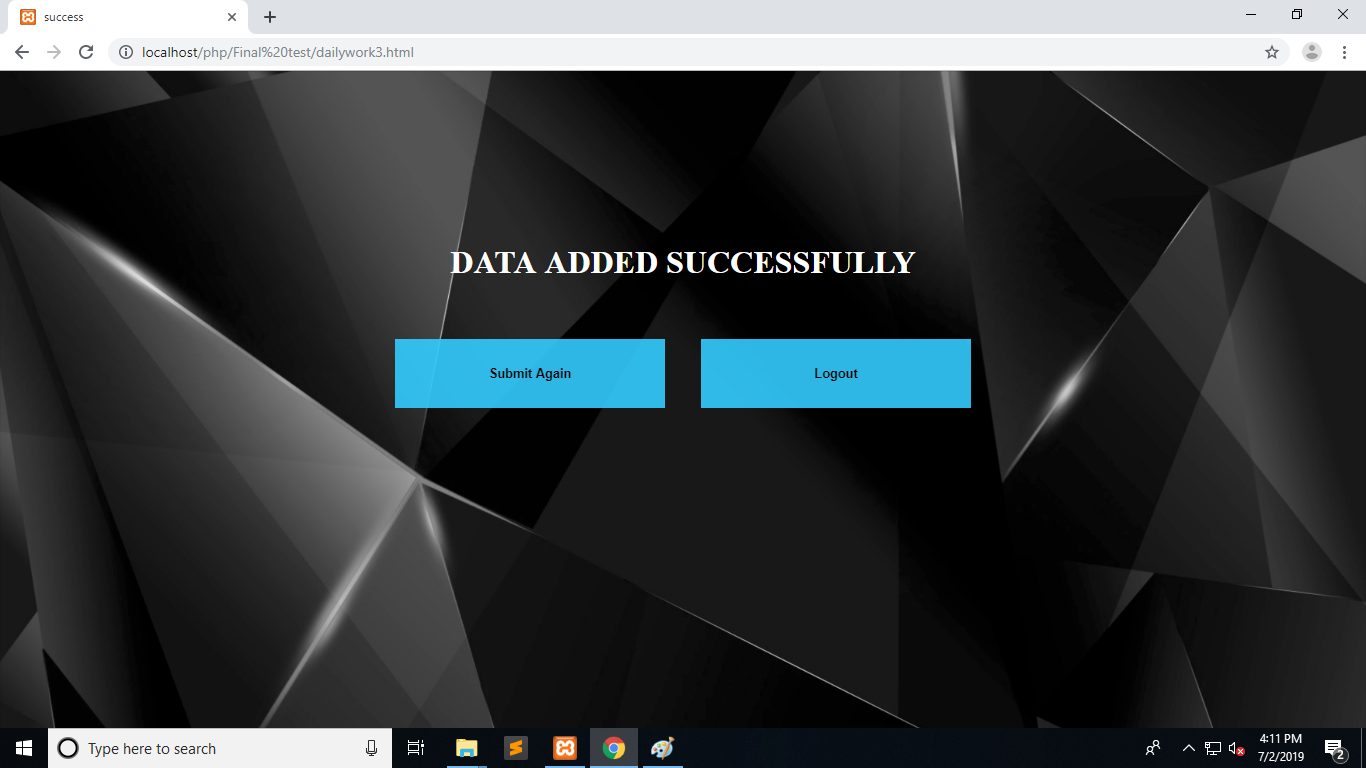 success
localhost/php/Final%20test/dailywork3.html
DATA ADDED SUCCESSFULLY
Submit Again
Logout
Type here to search
4:11 PM
7/2/2019
2